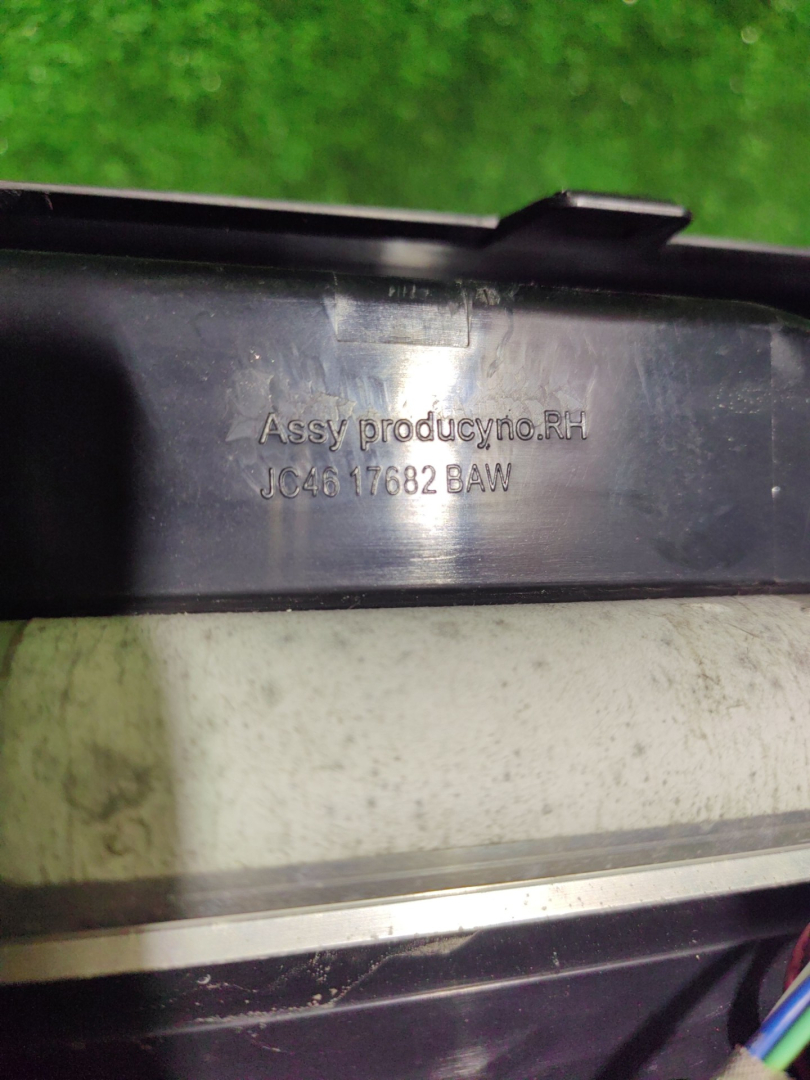 Assy producyno.RH
JC46 17682 BAW